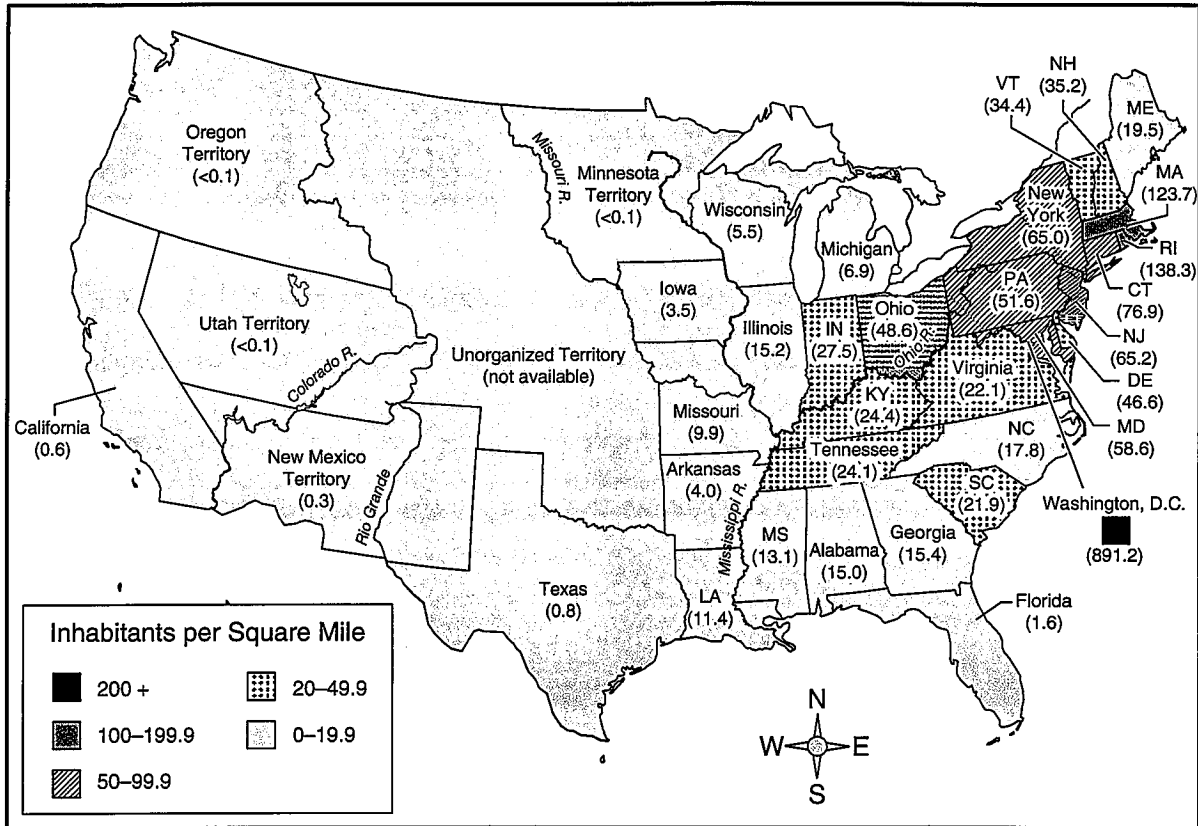 NH
(35.2)
VT
(34.4)
ME
(19.5)
MA
(123.7)
RI
(138.3)
CT
(76.9)
NJ
(65.2)
DE
(46.6)
MD
(58.6)
Washington, D.C.
(891.2)
Oregon
Territory
(<0.1)
Missouri R.
Minnesota
Territory
(<0.1)
Wisconsin
(5.5)
Michigan
(6.9)
New
York
(65.0)
PA
(51.6)
Iowa
(3.5)
Illinois
(15.2)
IN
(27.5)
Ohio
(48.6)
Ohio R.
Utah Territory
(<0.1)
Colorado R.
Unorganized Territory
(not available)
Virginia
(22.1)
KY
(24.4)
California
(0.6)
Missouri
(9.9)
Tennessee
(24.1)
NC
(17.8)
New Mexico
Territory
(0.3)
Rio Grande
Arkansas
(4.0)
Mississippi R.
SC
(21.9)
MS
(13.1)
Alabama
(15.0)
Georgia
(15.4)
Texas
(0.8)
LA
(11.4)
Florida
(1.6)
Inhabitants per Square Mile
200 +
100–199.9
50–99.9
20–49.9
0–19.9
N
W
E
S